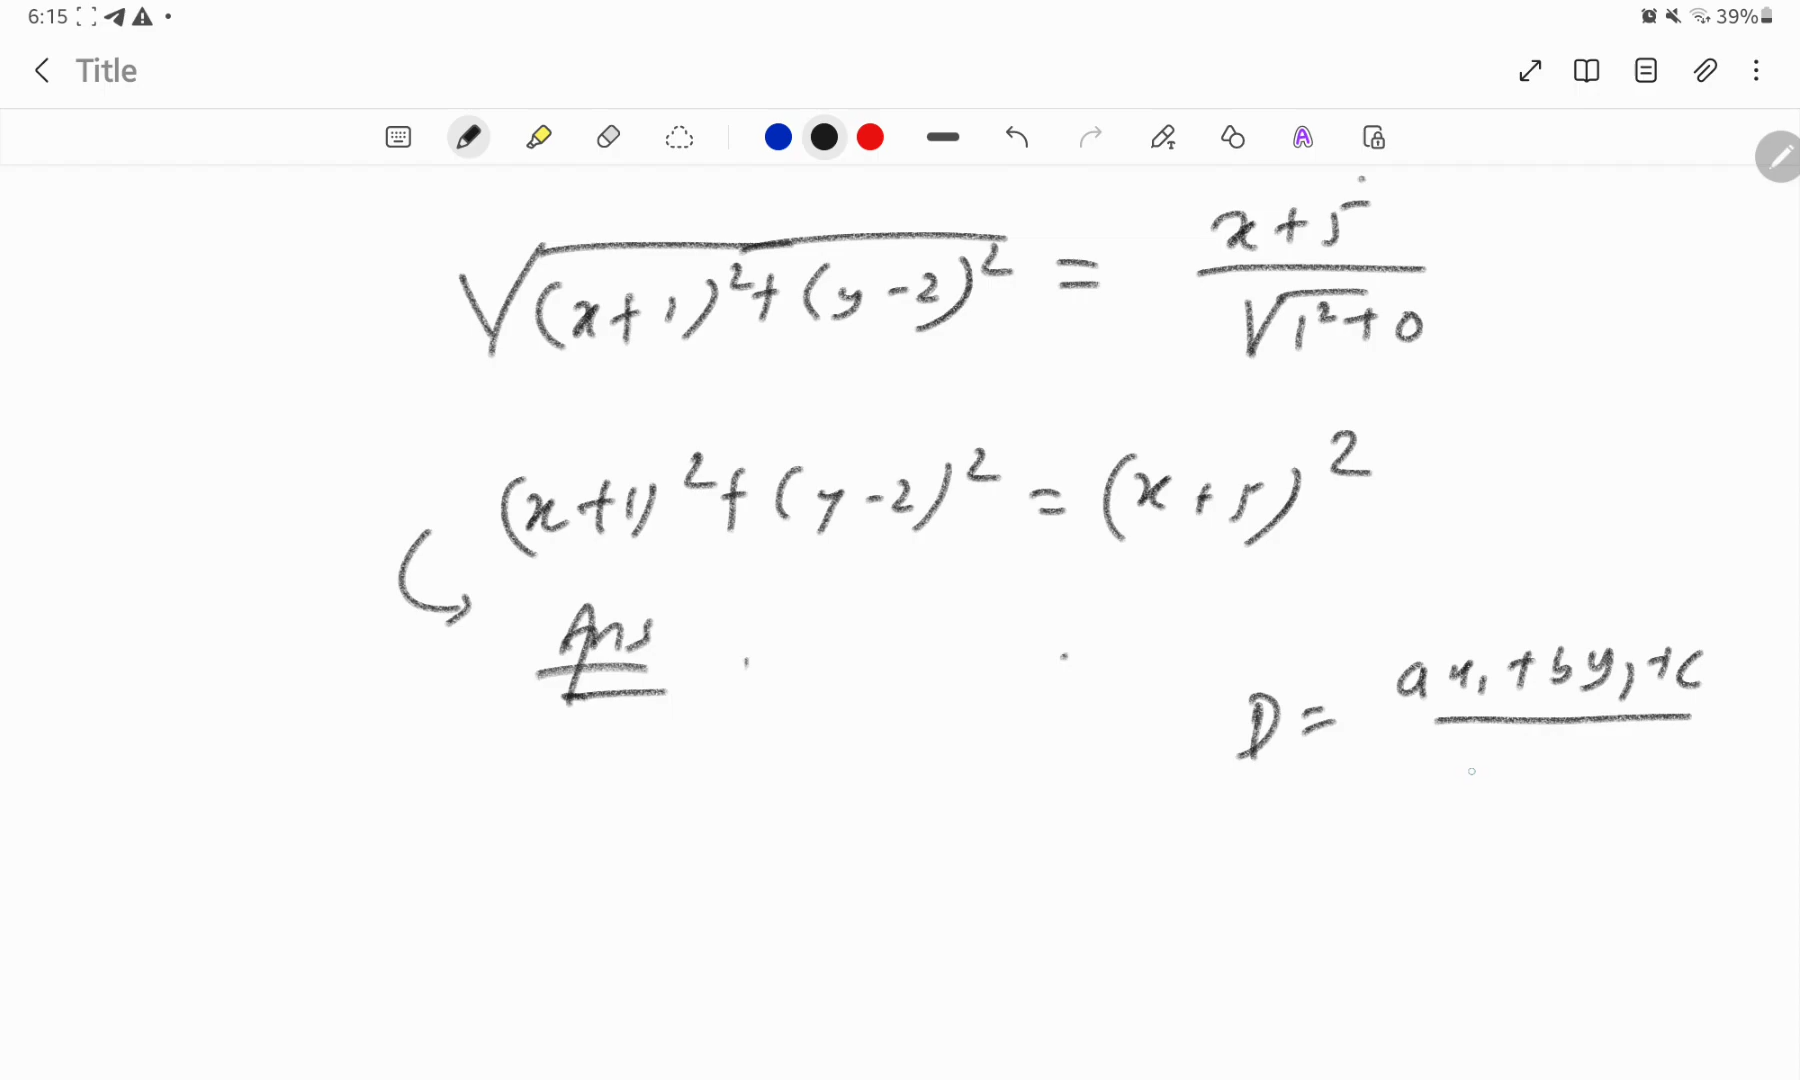 6:15
39%
Title
√((x+1)²+(y-2)²) = (x+5)/√(1²+0)
(x+1)²+(y-2)² = (x+5)²
Ans
D = ax₁+by₁+c